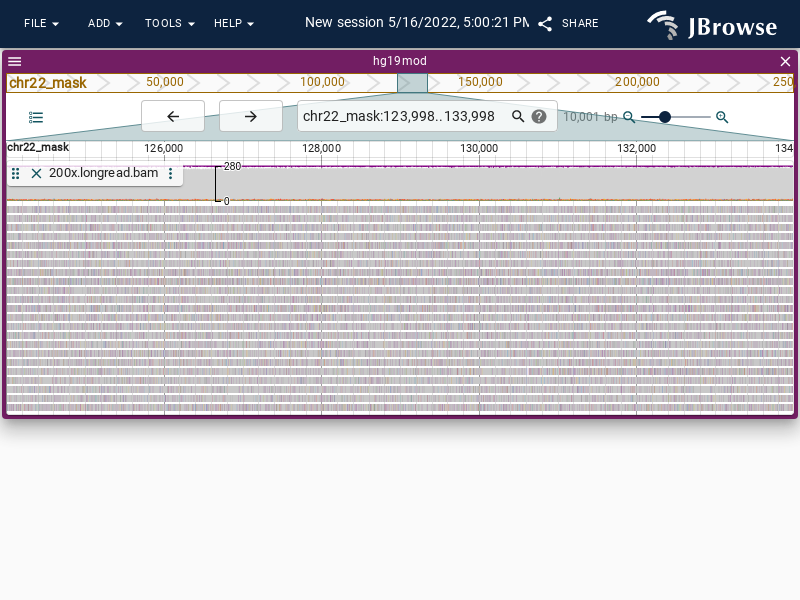 FILE ADD TOOLS HELP New session 5/16/2022, 5:00:21 PM SHARE JBrowse
hg19mod
chr22_mask 50,000 100,000 150,000 200,000 250
chr22_mask:123,998..133,998 10,001 bp
chr22_mask 126,000 128,000 130,000 132,000 134
200x.longread.bam 280
0